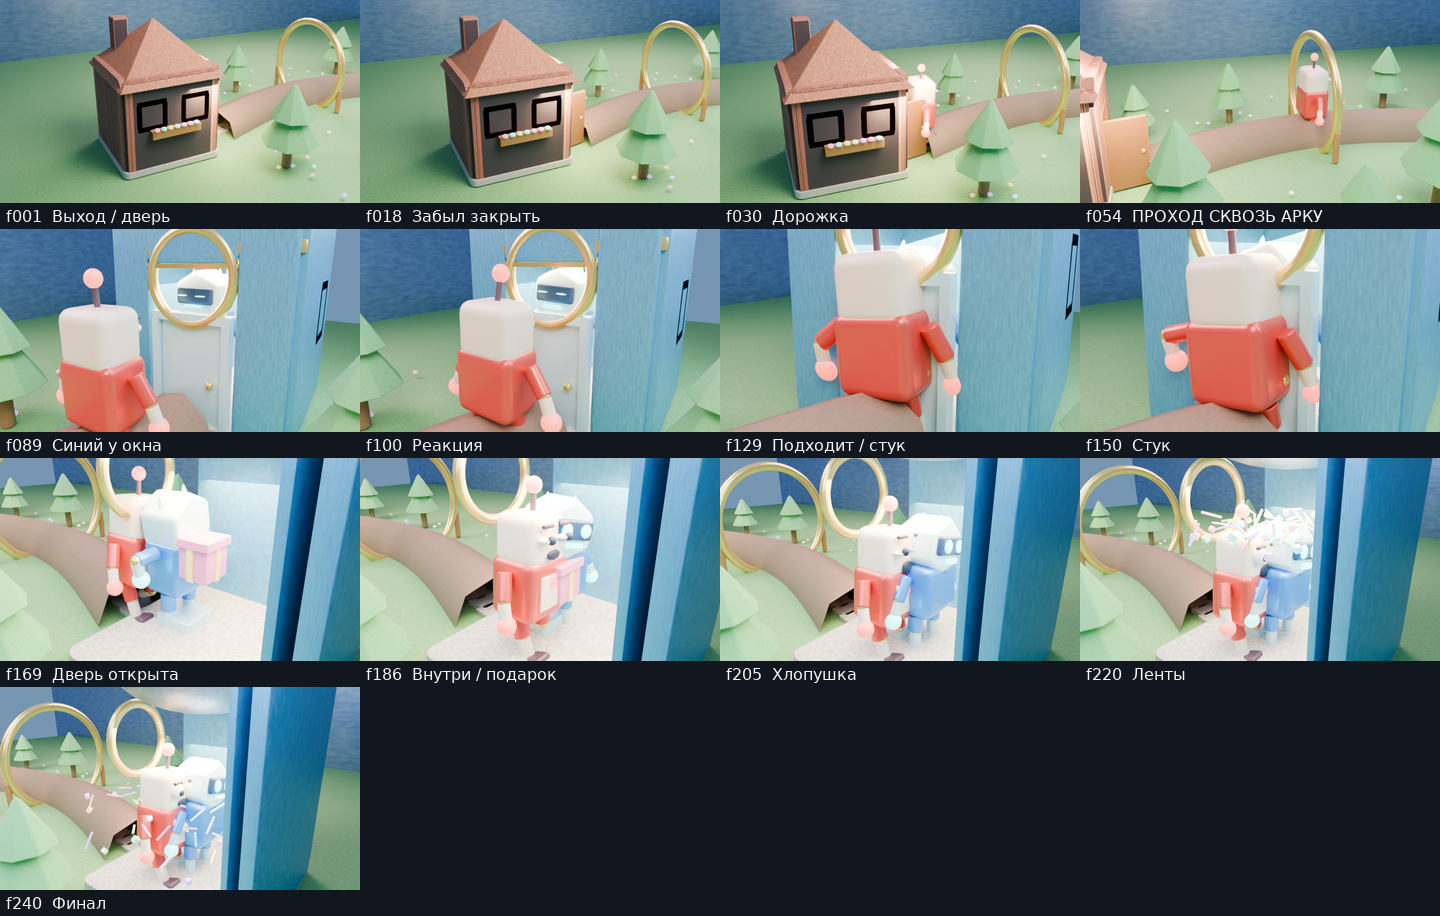 f001 Выход / дверь
f018 Забыл закрыть
f030 Дорожка
f054 ПРОХОД СКВОЗЬ АРКУ
f089 Синий у окна
f100 Реакция
f129 Подходит / стук
f150 Стук
f169 Дверь открыта
f186 Внутри / подарок
f205 Хлопушка
f220 Ленты
f240 Финал